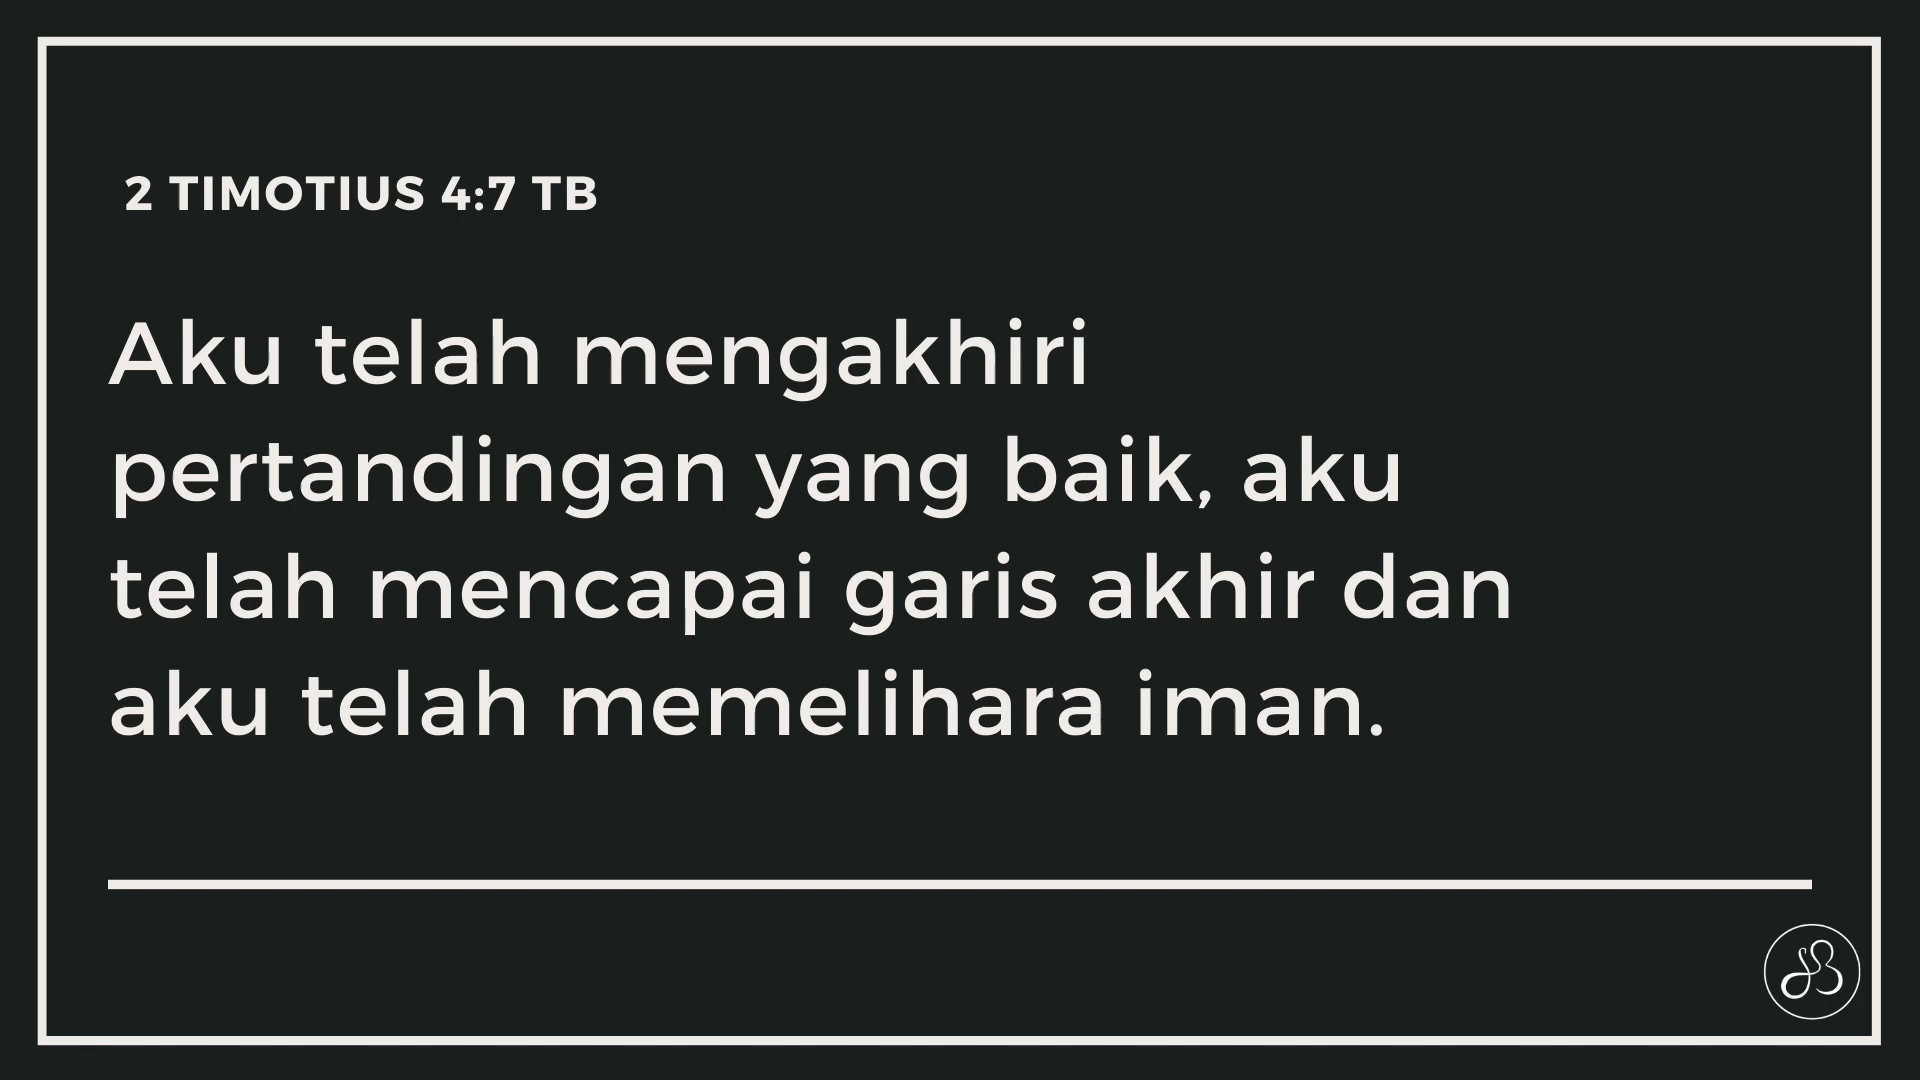 2 TIMOTIUS 4:7 TB
Aku telah mengakhiri
pertandingan yang baik, aku
telah mencapai garis akhir dan
aku telah memelihara iman.